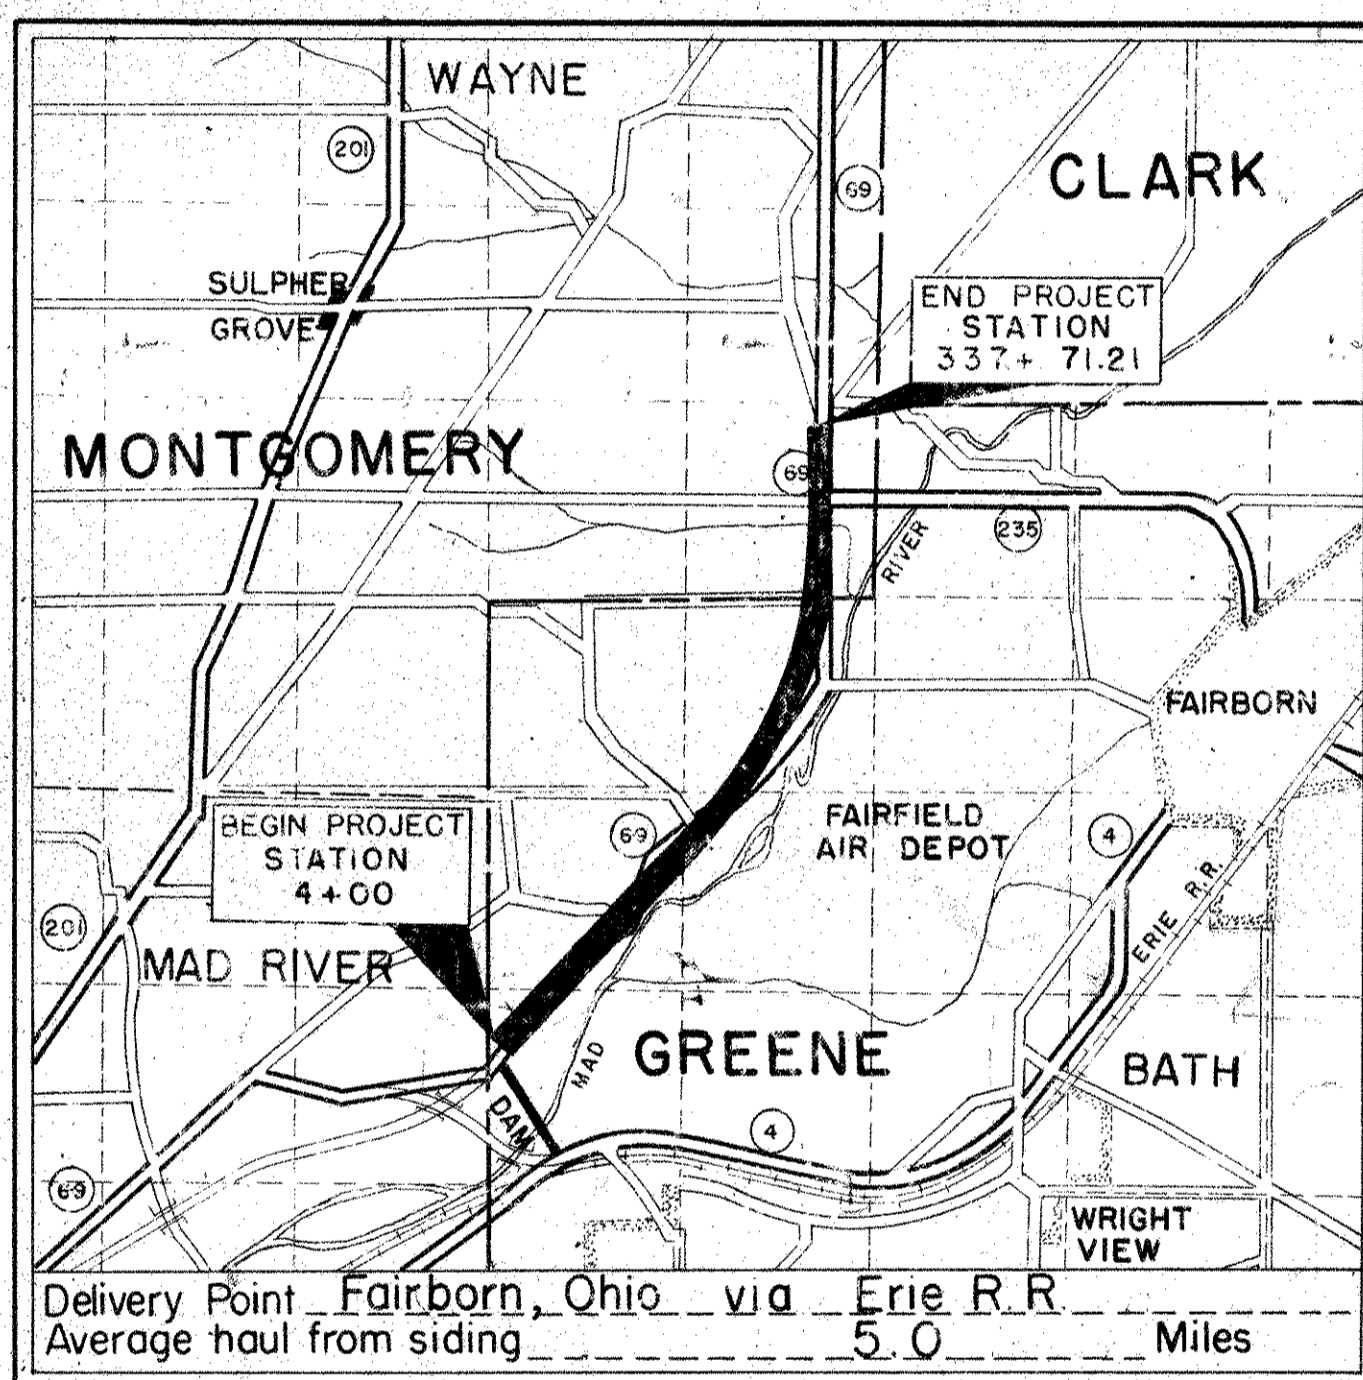 WAYNE
201
69
CLARK
SULPHER
GROVE
END PROJECT
STATION
337+ 71.21
MONTGOMERY
69
235
RIVER
FAIRBORN
BEGIN PROJECT
STATION
4+00
69
FAIRFIELD
AIR DEPOT
4
ERIE R.R.
201
MAD RIVER
MAD
GREENE
BATH
DAM
4
69
WRIGHT
VIEW
Delivery Point Fairborn, Ohio via Erie R.R.
Average haul from siding 5.0 Miles